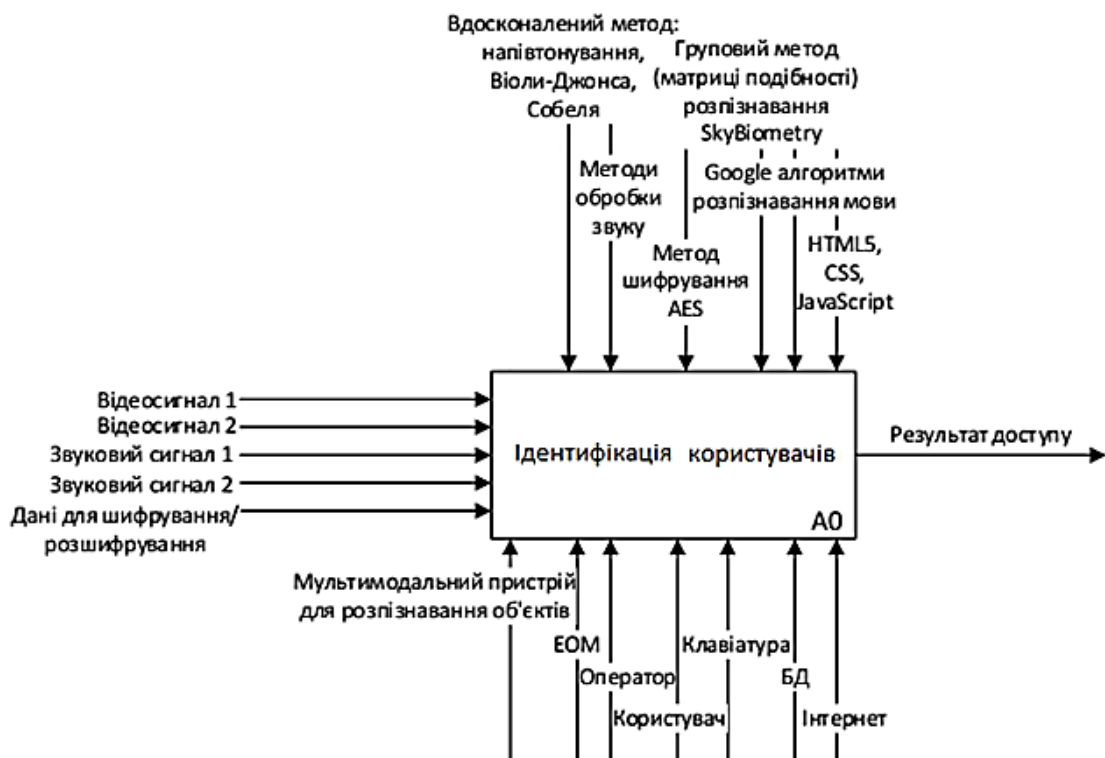 Вдосконалений метод:
напівтонування,
Віоли-Джонса,
Собеля
Груповий метод
(матриці подібності)
розпізнавання
SkyBiometry
Методи
обробки
звуку
Google алгоритми
розпізнавання мови
Метод
шифрування
AES
HTML5,
CSS,
JavaScript
Відеосигнал 1
Відеосигнал 2
Звуковий сигнал 1
Звуковий сигнал 2
Дані для шифрування/
розшифрування
Ідентифікація користувачів
А0
Результат доступу
Мультимодальний пристрій
для розпізнавання об'єктів
ЕОМ
Оператор
Користувач
Клавіатура
БД
Інтернет